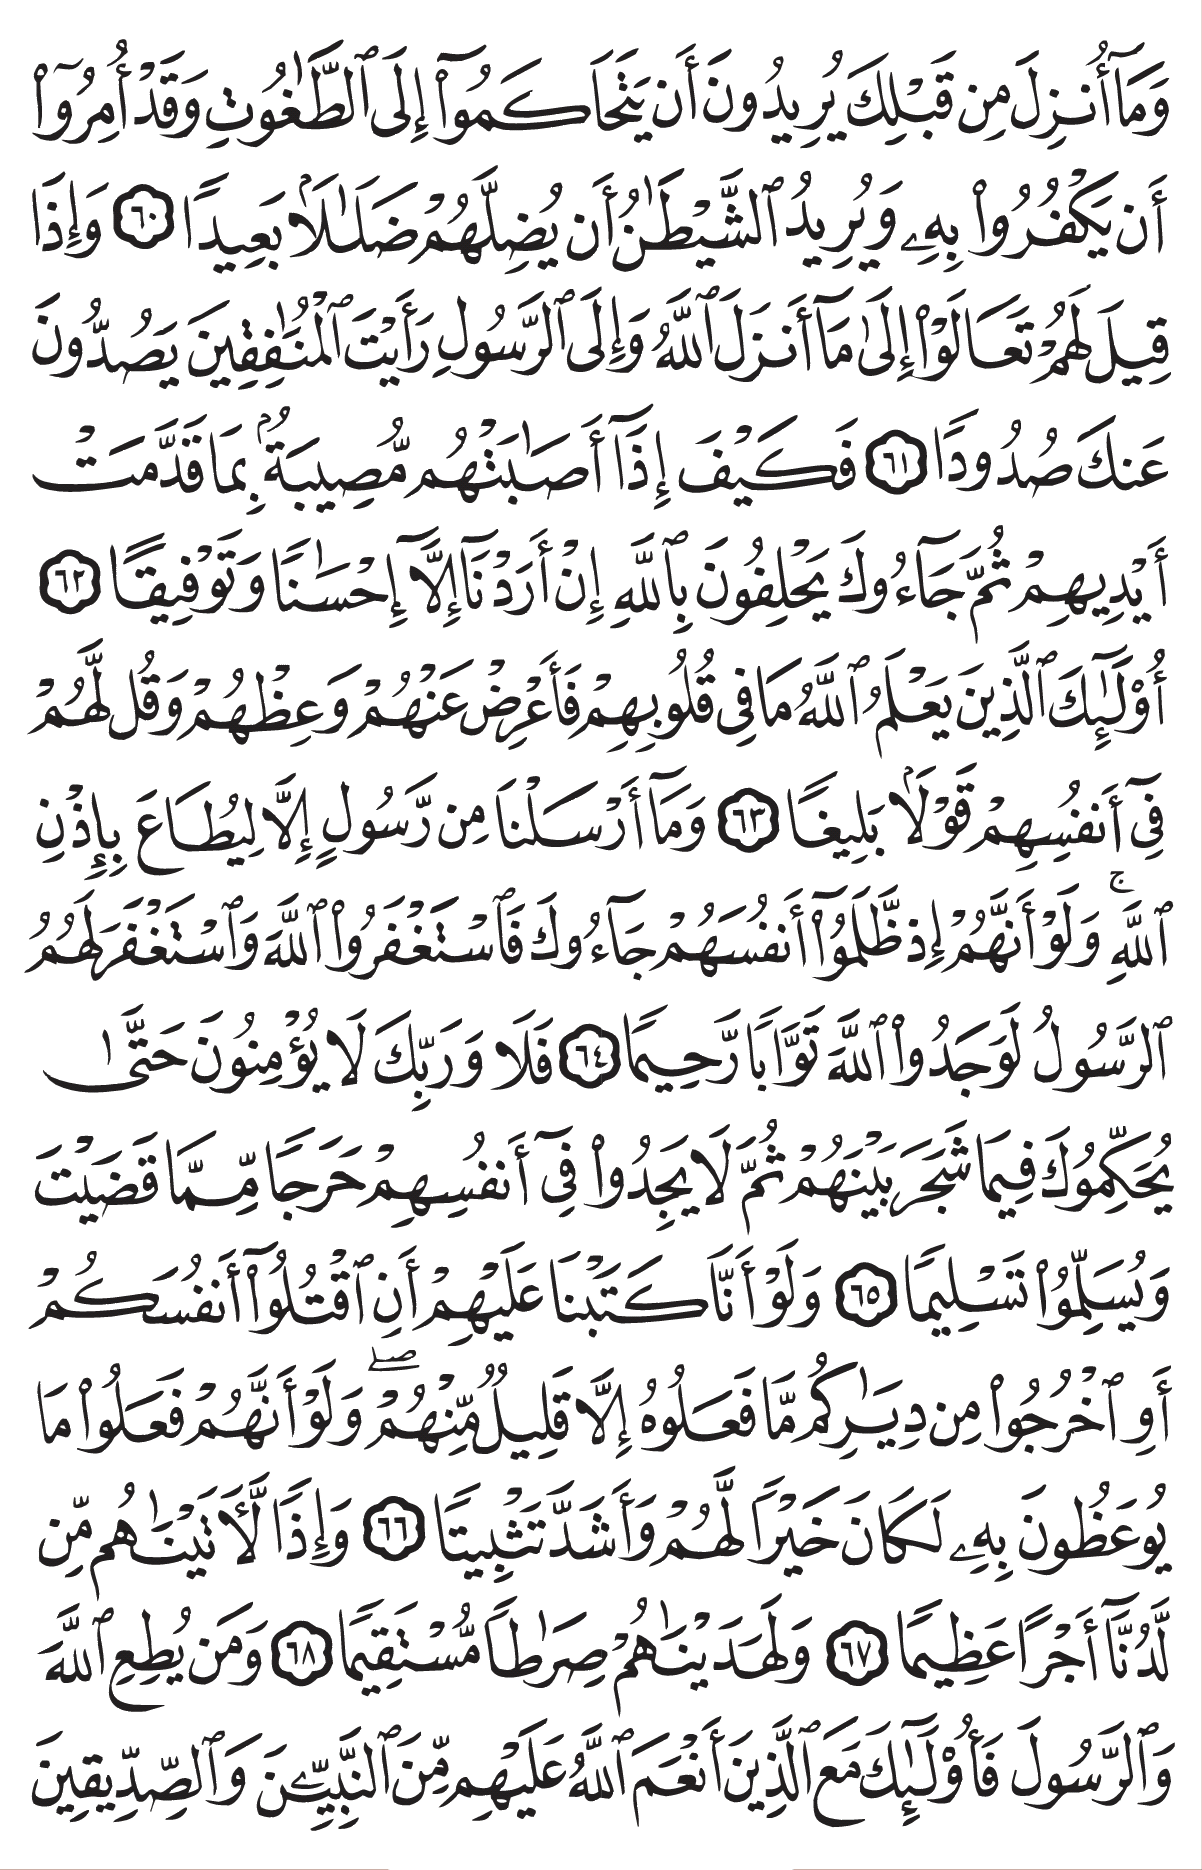 وَمَآ أُنزِلَ مِن قَبۡلِكَ يُرِيدُونَ أَن يَتَحَاكَمُوٓاْ إِلَى ٱلطَّٰغُوتِ وَقَدۡ أُمِرُوٓاْ
أَن يَكۡفُرُواْ بِهِۦ وَيُرِيدُ ٱلشَّيۡطَٰنُ أَن يُضِلَّهُمۡ ضَلَٰلَۢا بَعِيدٗا ٦٠ وَإِذَا
قِيلَ لَهُمۡ تَعَالَوۡاْ إِلَىٰ مَآ أَنزَلَ ٱللَّهُ وَإِلَى ٱلرَّسُولِ رَأَيۡتَ ٱلۡمُنَٰفِقِينَ يَصُدُّونَ
عَنكَ صُدُودٗا ٦١ فَكَيۡفَ إِذَآ أَصَٰبَتۡهُم مُّصِيبَةُۢ بِمَا قَدَّمَتۡ
أَيۡدِيهِمۡ ثُمَّ جَآءُوكَ يَحۡلِفُونَ بِٱللَّهِ إِنۡ أَرَدۡنَآ إِلَّآ إِحۡسَٰنٗا وَتَوۡفِيقًا ٦٢
أُوْلَٰٓئِكَ ٱلَّذِينَ يَعۡلَمُ ٱللَّهُ مَا فِي قُلُوبِهِمۡ فَأَعۡرِضۡ عَنۡهُمۡ وَعِظۡهُمۡ وَقُل لَّهُمۡ
فِيٓ أَنفُسِهِمۡ قَوۡلَۢا بَلِيغٗا ٦٣ وَمَآ أَرۡسَلۡنَا مِن رَّسُولٍ إِلَّا لِيُطَاعَ بِإِذۡنِ
ٱللَّهِۚ وَلَوۡ أَنَّهُمۡ إِذ ظَّلَمُوٓاْ أَنفُسَهُمۡ جَآءُوكَ فَٱسۡتَغۡفَرُواْ ٱللَّهَ وَٱسۡتَغۡفَرَ لَهُمُ
ٱلرَّسُولُ لَوَجَدُواْ ٱللَّهَ تَوَّابٗا رَّحِيمٗا ٦٤ فَلَا وَرَبِّكَ لَا يُؤۡمِنُونَ حَتَّىٰ
يُحَكِّمُوكَ فِيمَا شَجَرَ بَيۡنَهُمۡ ثُمَّ لَا يَجِدُواْ فِيٓ أَنفُسِهِمۡ حَرَجٗا مِّمَّا قَضَيۡتَ
وَيُسَلِّمُواْ تَسۡلِيمٗا ٦٥ وَلَوۡ أَنَّا كَتَبۡنَا عَلَيۡهِمۡ أَنِ ٱقۡتُلُوٓاْ أَنفُسَكُمۡ
أَوِ ٱخۡرُجُواْ مِن دِيَٰرِكُم مَّا فَعَلُوهُ إِلَّا قَلِيلٞ مِّنۡهُمۡۖ وَلَوۡ أَنَّهُمۡ فَعَلُواْ مَا
يُوعَظُونَ بِهِۦ لَكَانَ خَيۡرٗا لَّهُمۡ وَأَشَدَّ تَثۡبِيتٗا ٦٦ وَإِذٗا لَّأٓتَيۡنَٰهُم مِّن
لَّدُنَّآ أَجۡرًا عَظِيمٗا ٦٧ وَلَهَدَيۡنَٰهُمۡ صِرَٰطٗا مُّسۡتَقِيمٗا ٦٨ وَمَن يُطِعِ ٱللَّهَ
وَٱلرَّسُولَ فَأُوْلَٰٓئِكَ مَعَ ٱلَّذِينَ أَنۡعَمَ ٱللَّهُ عَلَيۡهِم مِّنَ ٱلنَّبِيِّـۧنَ وَٱلصِّدِّيقِينَ